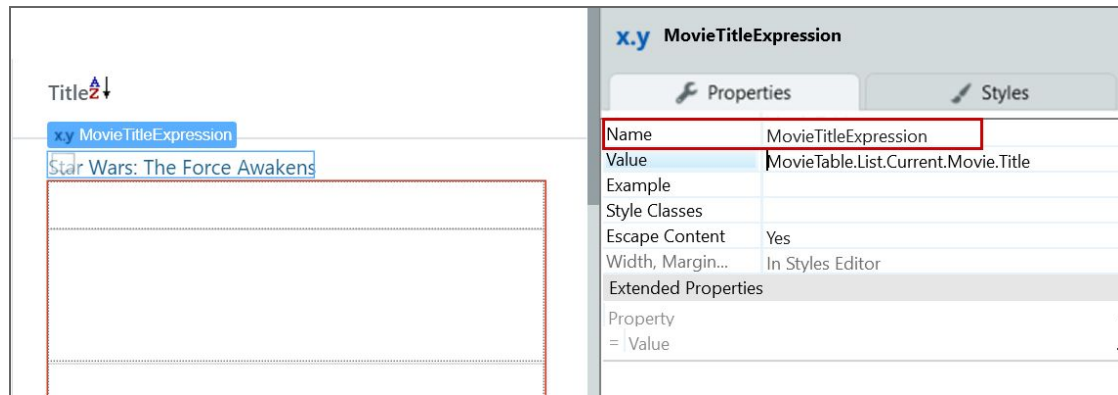 Title
x.y MovieTitleExpression
Star Wars: The Force Awakens
x.y MovieTitleExpression
Properties
Styles
Name MovieTitleExpression
Value MovieTable.List.Current.Movie.Title
Example
Style Classes
Escape Content Yes
Width, Margin... In Styles Editor
Extended Properties
Property
= Value